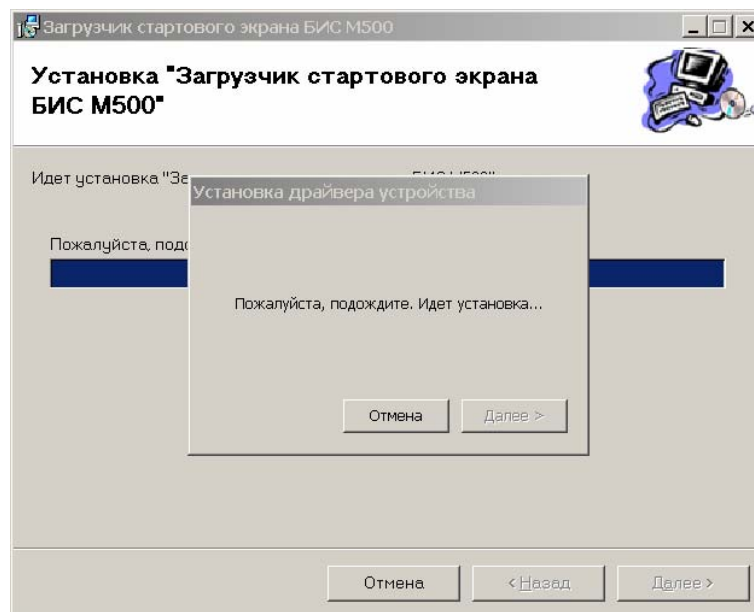 Загрузчик стартового экрана БИС М500
Установка "Загрузчик стартового экрана
БИС М500"
Идет установка "За
Установка драйвера устройства
Пожалуйста, подо
Пожалуйста, подождите. Идет установка...
Отмена
Далее >
Отмена
< Назад
Далее >